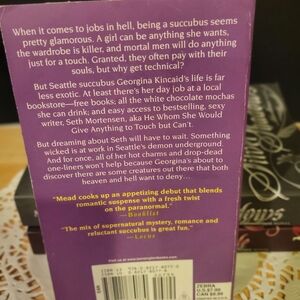 When it comes to jobs in hell, being a succubus seems
pretty glamorous. A girl can be anything she wants,
the wardrobe is killer, and mortal men will do anything
just for a touch. Granted, they often pay with their
souls, but why get technical?
But Seattle succubus Georgina Kincaid's life is far
less exotic. At least there's her day job at a local
bookstore—free books; all the white chocolate mochas
she can drink; and easy access to bestselling, sexy
writer, Seth Mortensen, aka He Whom She Would
Give Anything to Touch but Can't.
But dreaming about Seth will have to wait. Something
wicked is at work in Seattle's demon underground.
And for once, all of her hot charms and drop-dead
one-liners won't help because Georgina's about to
discover there are some creatures out there that both
heaven and hell want to deny...
"Mead cooks up an appetizing debut that blends
romantic suspense with a fresh twist
on the paranormal."
—Booklist
"The mix of supernatural mystery, romance and
reluctant succubus is great fun."
—Locus
ZEBRA